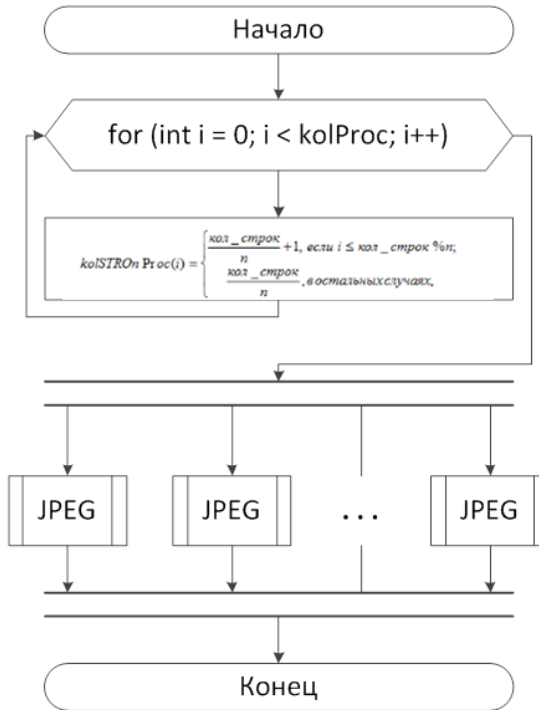 Начало
for (int i = 0; i < kolProc; i++)
kolSTROn Proc(i) = { кол_строк / n +1, если i ≤ кол_строк %n;
кол_строк / n , в остальных случаях,
JPEG JPEG ... JPEG
Конец